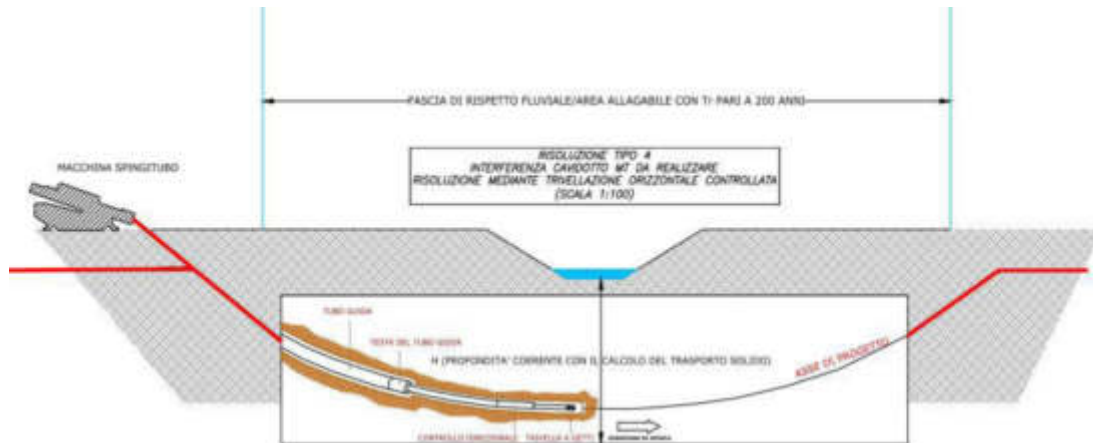 FASCIA DI RISPETTO FLUVIALE/AREA ALLAGABILE CON Tr PARI A 200 ANNI
MACCHINA SPINGITUBO
RISOLUZIONE TIPO 4
INTERFERENZA CAVIDOTTO MT DA REALIZZARE
RISOLUZIONE MEDIANTE TRIVELLAZIONE ORIZZONTALE CONTROLLATA
(SCALA 1:100)
TUBO GUIDA
TESTA DEL TUBO GUIDA
H (PROFONDITA' COERENTE CON IL CALCOLO DEL TRASPORTO SOLIDO)
ASSE DI PROGETTO
CONTROLLO DIREZIONALE
TRIVELLA A GETTI